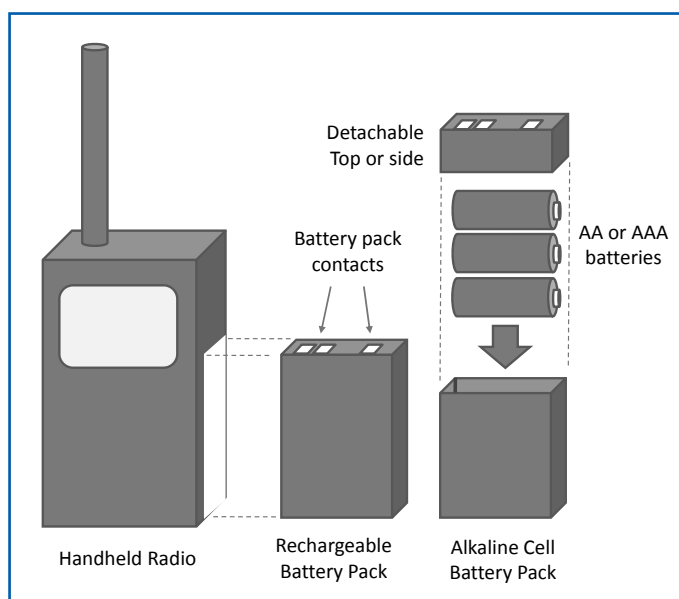 Detachable
Top or side
AA or AAA
batteries
Battery pack
contacts
Handheld Radio
Rechargeable
Battery Pack
Alkaline Cell
Battery Pack